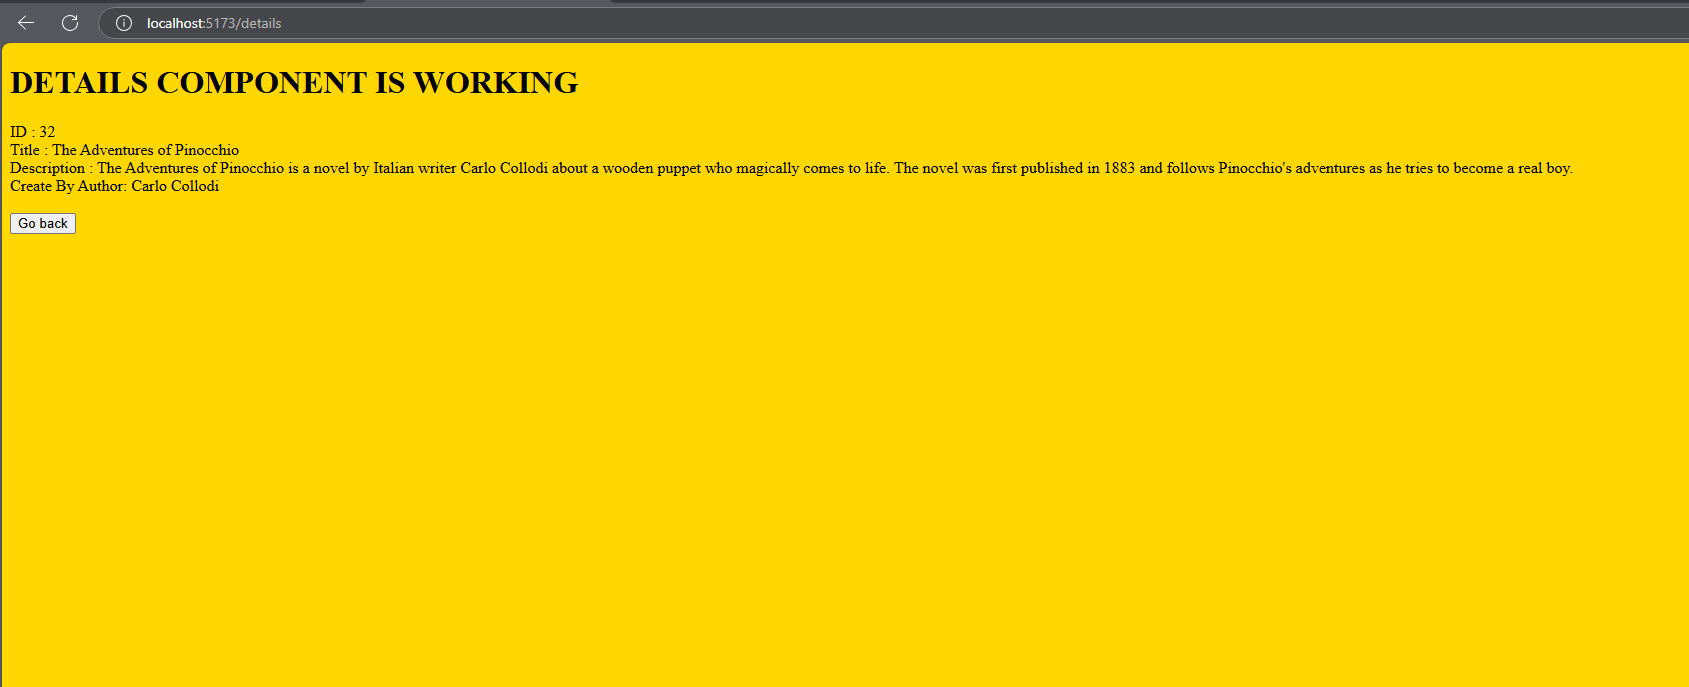 localhost:5173/details
DETAILS COMPONENT IS WORKING
ID : 32
Title : The Adventures of Pinocchio
Description : The Adventures of Pinocchio is a novel by Italian writer Carlo Collodi about a wooden puppet who magically comes to life. The novel was first published in 1883 and follows Pinocchio's adventures as he tries to become a real boy.
Create By Author: Carlo Collodi
Go back